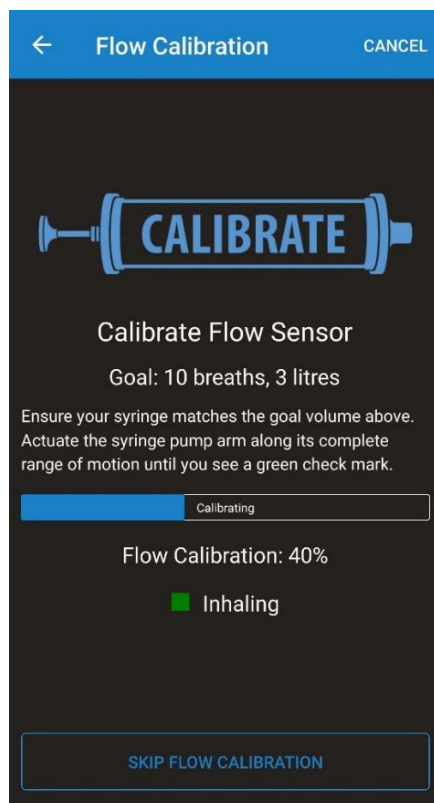 Flow Calibration CANCEL
CALIBRATE
Calibrate Flow Sensor
Goal: 10 breaths, 3 litres
Ensure your syringe matches the goal volume above.
Actuate the syringe pump arm along its complete
range of motion until you see a green check mark.
Calibrating
Flow Calibration: 40%
Inhaling
SKIP FLOW CALIBRATION